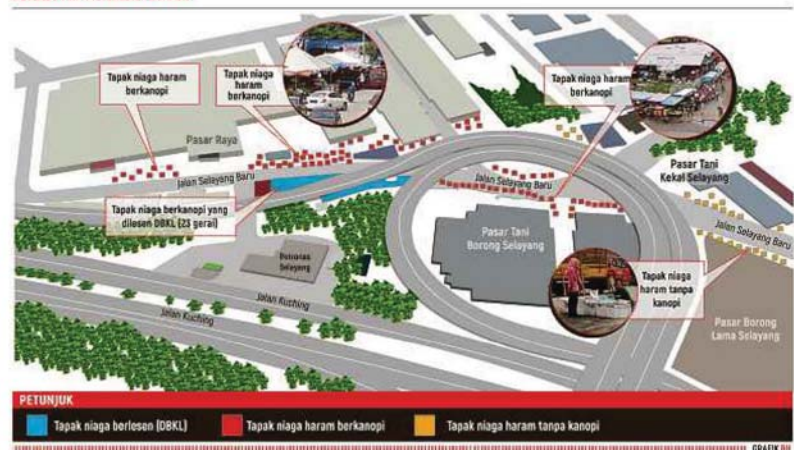 Tapak niaga haram
berkanopi
Tapak niaga
haram
berkanopi
Tapak niaga haram
berkanopi
Pasar Raya
Jalan Selayang Baru
Jalan Selayang Baru
Pasar Tani
Kekal Selayang
Tapak niaga berkanopi yang
dilesen DBKL (23 gerai)
Pasar Tani
Borong Selayang
Jalan Selayang Baru
Selayang
Tapak niaga
haram tanpa
kanopi
Jalan Kuching
Jalan Kuching
Pasar Borong
Lama Selayang
PETUNJUK
Tapak niaga berlesen (DBKL)
Tapak niaga haram berkanopi
Tapak niaga haram tanpa kanopi
GRAFIK BH